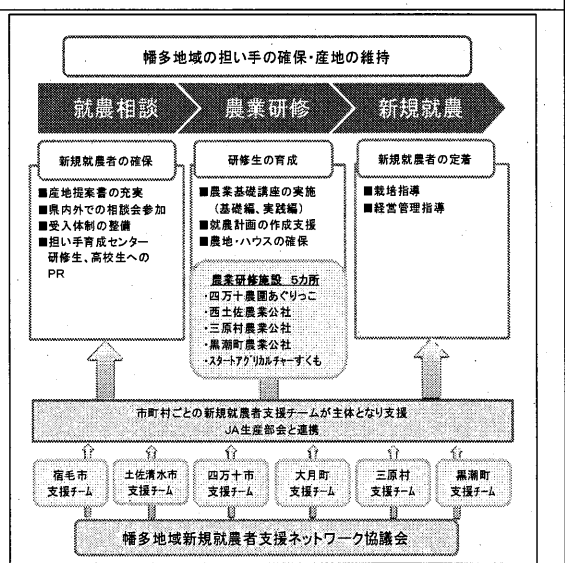 幡多地域の担い手の確保・産地の維持
就農相談
農業研修
新規就農
新規就農者の確保
■産地提案書の充実
■県内外での相談会参加
■受入体制の整備
■担い手育成センター
研修生、高校生への
PR
研修生の育成
■農業基礎講座の実施
(基礎編、実践編)
■就農計画の作成支援
■農地・ハウスの確保
農業研修施設 5カ所
・四万十農園あぐりっこ
・西土佐農業公社
・三原村農業公社
・黒潮町農業公社
・スタートアグリカルチャーすくも
新規就農者の定着
■栽培指導
■経営管理指導
市町村ごとの新規就農者支援チームが主体となり支援
JA生産部会と連携
宿毛市
支援チーム
土佐清水市
支援チーム
四万十市
支援チーム
大月町
支援チーム
三原村
支援チーム
黒潮町
支援チーム
幡多地域新規就農者支援ネットワーク協議会